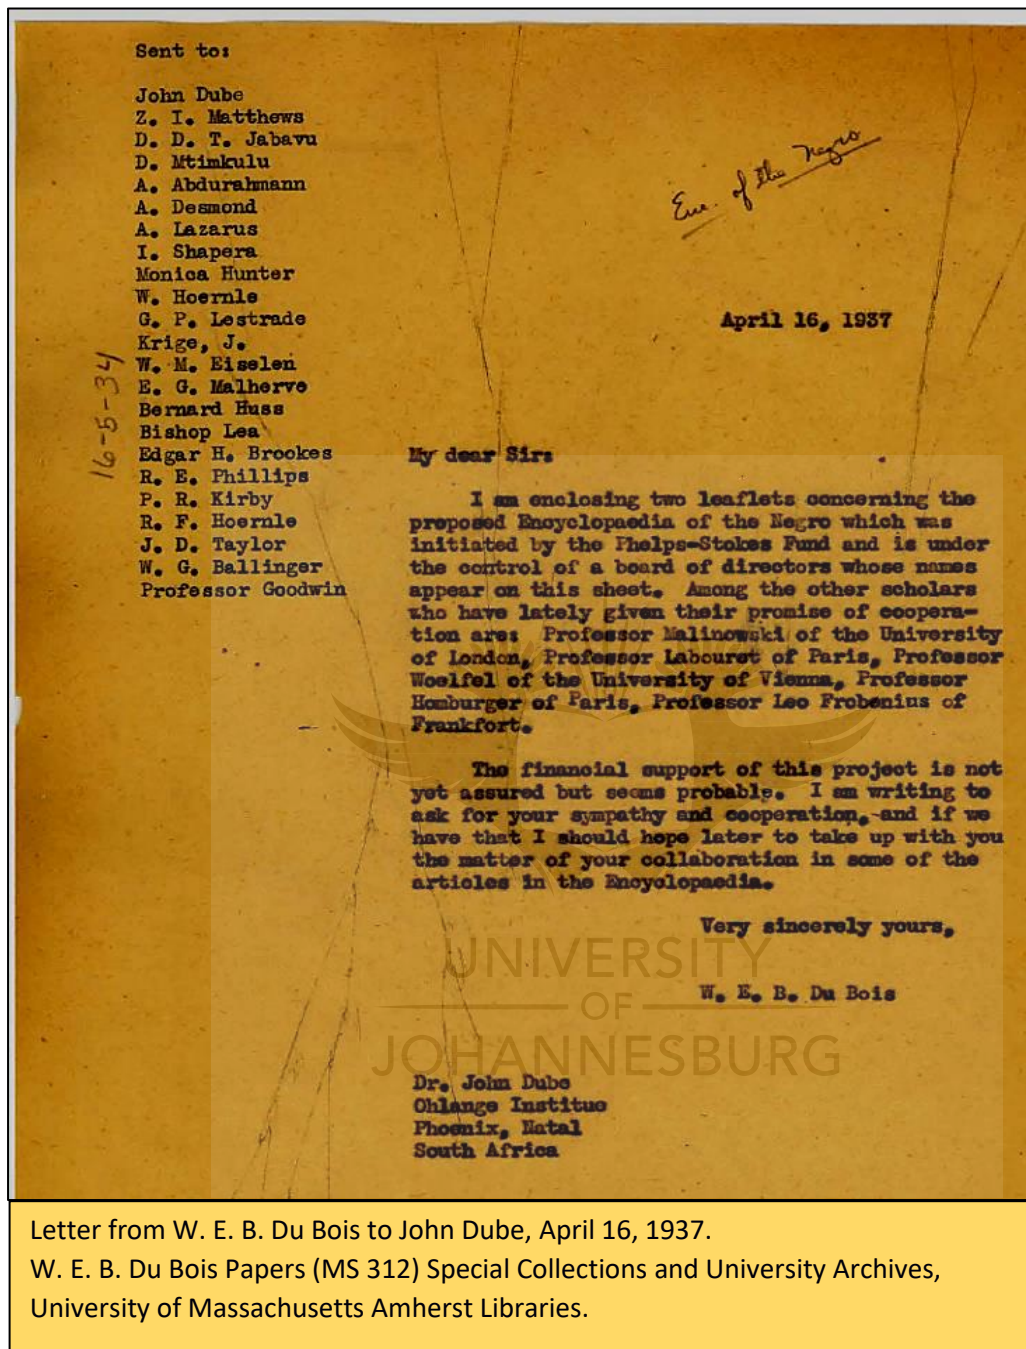 Sent to:
John Dube
Z. I. Matthews
D. D. T. Jabavu
D. Mtimkulu
A. Abdurahmann
A. Desmond
A. Lazarus
I. Shapera
Monica Hunter
W. Hoernle
G. P. Lestrade
Krige, J.
W. M. Eiselen
E. G. Malherve
Bernard Huss
Bishop Lea
Edgar H. Brookes
R. E. Phillips
P. R. Kirby
R. F. Hoernle
J. D. Taylor
W. G. Ballinger
Professor Goodwin
16-5-34
Enc. of the Negro
April 16, 1937
My dear Sir:
I am enclosing two leaflets concerning the
proposed Encyclopaedia of the Negro which was
initiated by the Phelps-Stokes Fund and is under
the control of a board of directors whose names
appear on this sheet. Among the other scholars
who have lately given their promise of coopera-
tion are: Professor Malinowski of the University
of London, Professor Labouret of Paris, Professor
Woelfel of the University of Vienna, Professor
Homburger of Paris, Professor Leo Frobenius of
Frankfort.
The financial support of this project is not
yet assured but seems probable. I am writing to
ask for your sympathy and cooperation, and if we
have that I should hope later to take up with you
the matter of your collaboration in some of the
articles in the Encyclopaedia.
Very sincerely yours,
W. E. B. Du Bois
UNIVERSITY
OF
JOHANNESBURG
Dr. John Dube
Ohlange Institue
Phoenix, Natal
South Africa
Letter from W. E. B. Du Bois to John Dube, April 16, 1937.
W. E. B. Du Bois Papers (MS 312) Special Collections and University Archives,
University of Massachusetts Amherst Libraries.